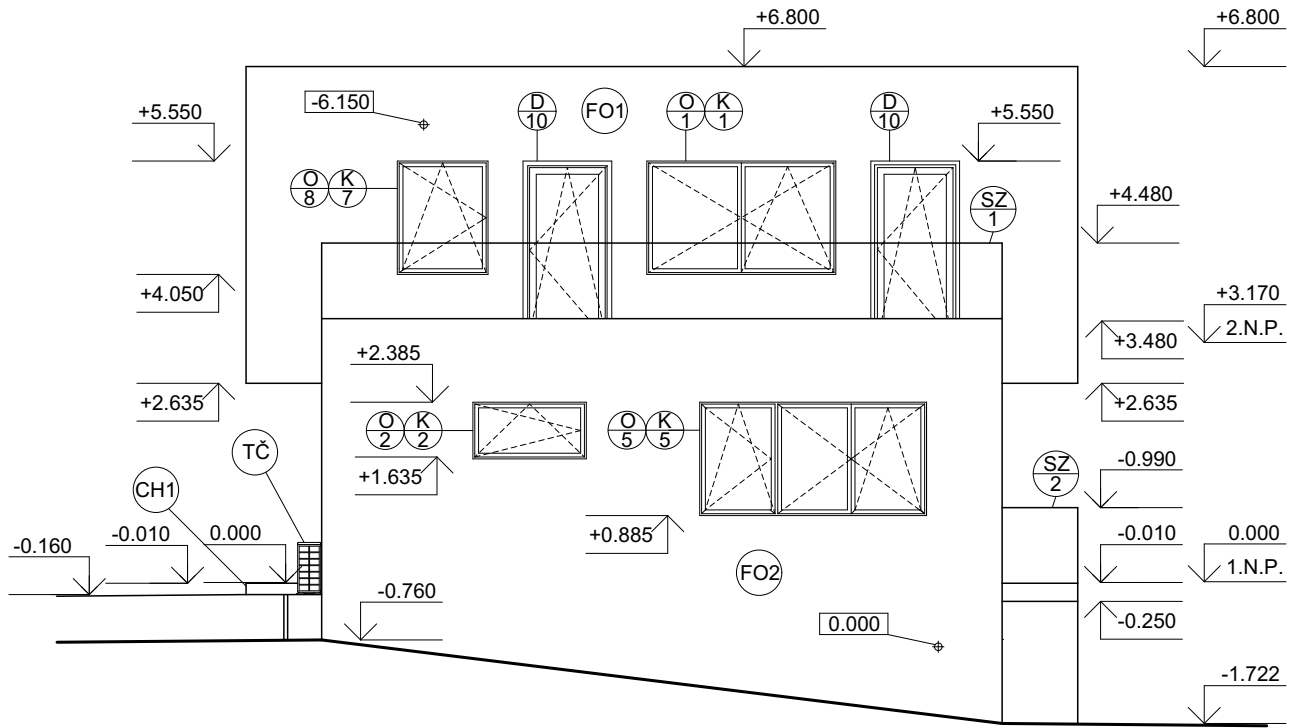 +6.800
+6.800
-6.150
D
10
FO1
O
1
K
1
D
10
+5.550
+5.550
O
8
K
7
SZ
1
+4.480
+4.050
+3.170
2.N.P.
+3.480
+2.385
+2.635
+2.635
O
2
K
2
O
5
K
5
TČ
SZ
2
-0.990
CH1
+1.635
+0.885
-0.160
-0.010
0.000
-0.010
0.000
1.N.P.
FO2
-0.760
0.000
-0.250
-1.722